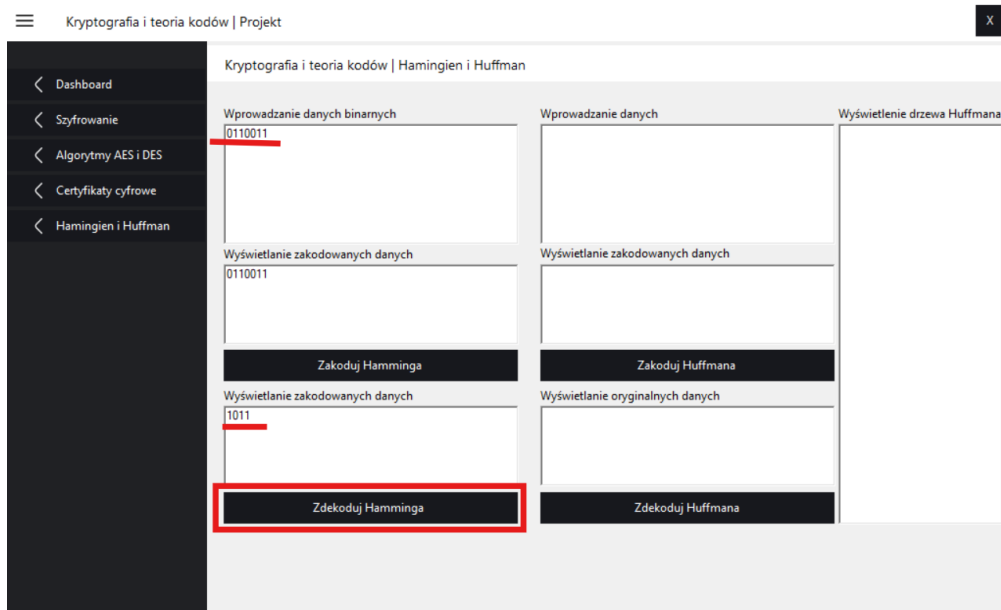 Kryptografia i teoria kodów | Projekt
X
Dashboard
Szyfrowanie
Algorytmy AES i DES
Certyfikaty cyfrowe
Hamingien i Huffman
Kryptografia i teoria kodów | Hamingien i Huffman
Wprowadzanie danych binarnych
0110011
Wyświetlanie zakodowanych danych
0110011
Zakoduj Hamminga
Wyświetlanie zakodowanych danych
1011
Zdekoduj Hamminga
Wprowadzanie danych
Wyświetlanie zakodowanych danych
Zakoduj Huffmana
Wyświetlanie oryginalnych danych
Zdekoduj Huffmana
Wyświetlenie drzewa Huffmana